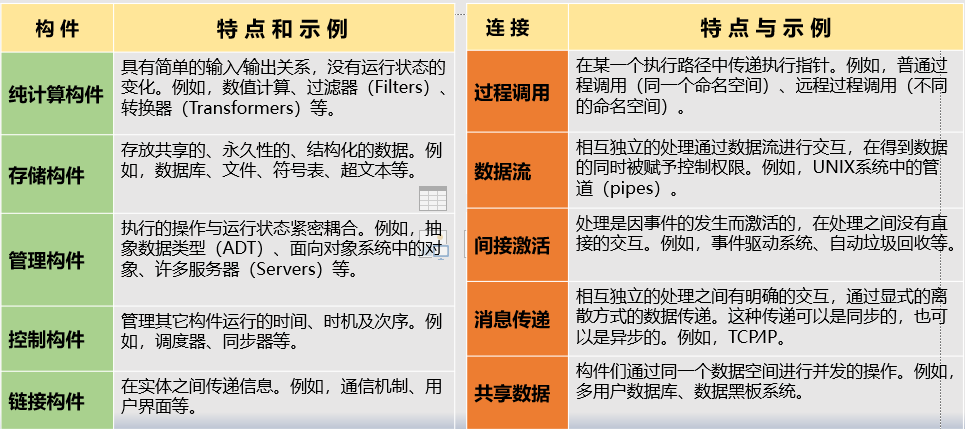 构件
特点和示例
纯计算构件
具有简单的输入/输出关系，没有运行状态的
变化。例如，数值计算、过滤器（Filters）、
转换器（Transformers）等。
存储构件
存放共享的、永久性的、结构化的数据。例
如，数据库、文件、符号表、超文本等。
管理构件
执行的操作与运行状态紧密耦合。例如，抽
象数据类型（ADT）、面向对象系统中的对
象、许多服务器（Servers）等。
控制构件
管理其它构件运行的时间、时机及次序。例
如，调度器、同步器等。
链接构件
在实体之间传递信息。例如，通信机制、用
户界面等。
连接
特点与示例
过程调用
在某一个执行路径中传递执行指针。例如，普通过
程调用（同一个命名空间）、远程过程调用（不同
的命名空间）。
数据流
相互独立的处理通过数据流进行交互，在得到数据
的同时被赋予控制权限。例如，UNIX系统中的管
道（pipes）。
间接激活
处理是因事件的发生而激活的，在处理之间没有直
接的交互。例如，事件驱动系统、自动垃圾回收等。
消息传递
相互独立的处理之间有明确的交互，通过显式的离
散方式的数据传递。这种传递可以是同步的，也可
以是异步的。例如，TCP/IP。
共享数据
构件们通过同一个数据空间进行并发的操作。例如，
多用户数据库、数据黑板系统。